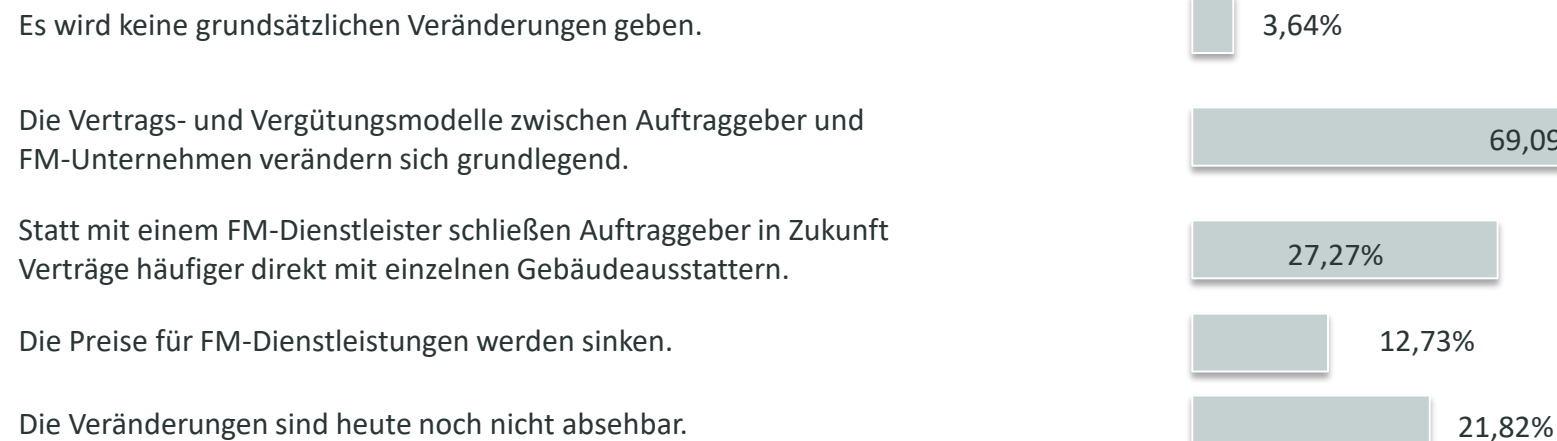 Es wird keine grundsätzlichen Veränderungen geben.
3,64%
Die Vertrags- und Vergütungsmodelle zwischen Auftraggeber und
FM-Unternehmen verändern sich grundlegend.
69,09
Statt mit einem FM-Dienstleister schließen Auftraggeber in Zukunft
Verträge häufiger direkt mit einzelnen Gebäudeausstattern.
27,27%
Die Preise für FM-Dienstleistungen werden sinken.
12,73%
Die Veränderungen sind heute noch nicht absehbar.
21,82%